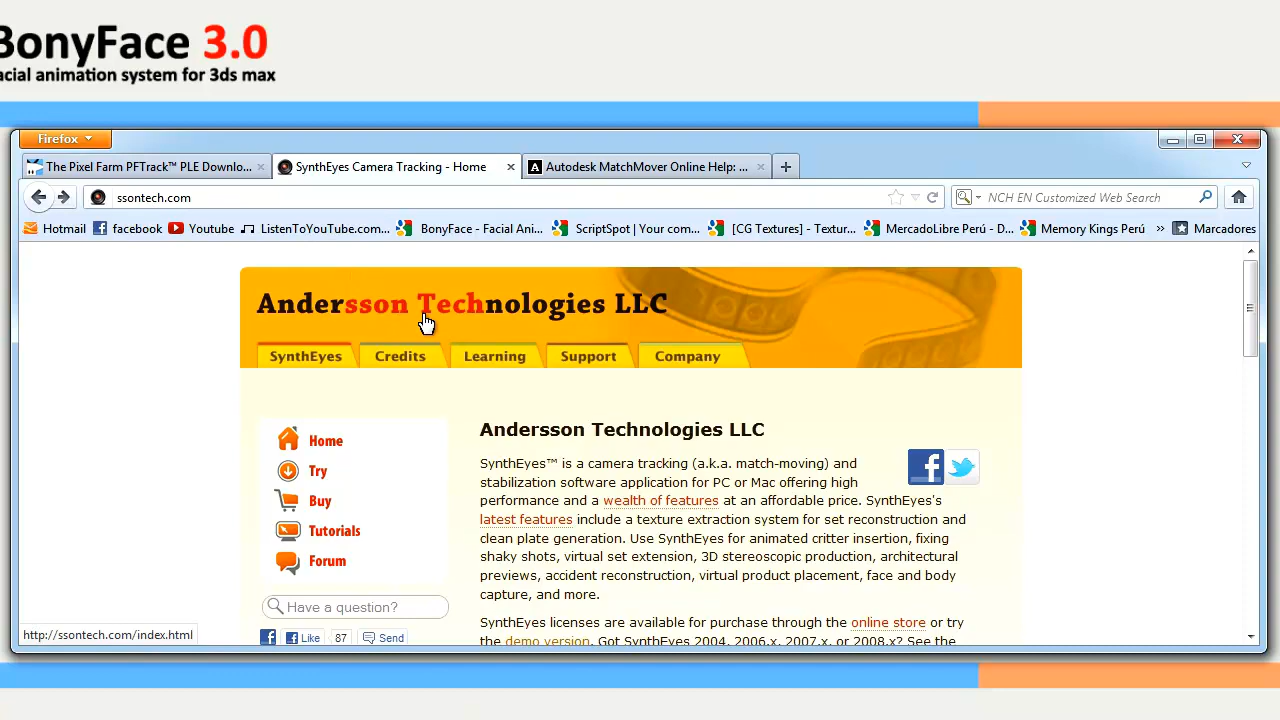 BonyFace 3.0
acial animation system for 3ds max
Firefox
The Pixel Farm PFTrack™ PLE Downlo...
SynthEyes Camera Tracking - Home
Autodesk MatchMover Online Help: ...
ssontech.com
NCH EN Customized Web Search
Hotmail
facebook
Youtube
ListenToYouTube.com...
BonyFace - Facial Ani...
ScriptSpot | Your com...
[CG Textures] - Textur...
MercadoLibre Perú - D...
Memory Kings Perú
»
Marcadores
Andersson Technologies LLC
SynthEyes
Credits
Learning
Support
Company
Home
Try
Buy
Tutorials
Forum
Have a question?
Like
87
Send
Andersson Technologies LLC
SynthEyes™ is a camera tracking (a.k.a. match-moving) and
stabilization software application for PC or Mac offering high
performance and a wealth of features at an affordable price. SynthEyes's
latest features include a texture extraction system for set reconstruction and
clean plate generation. Use SynthEyes for animated critter insertion, fixing
shaky shots, virtual set extension, 3D stereoscopic production, architectural
previews, accident reconstruction, virtual product placement, face and body
capture, and more.
SynthEyes licenses are available for purchase through the online store or try
the demo version. Got SynthEyes 2004, 2006.x, 2007.x, or 2008.x? See the
http://ssontech.com/index.html